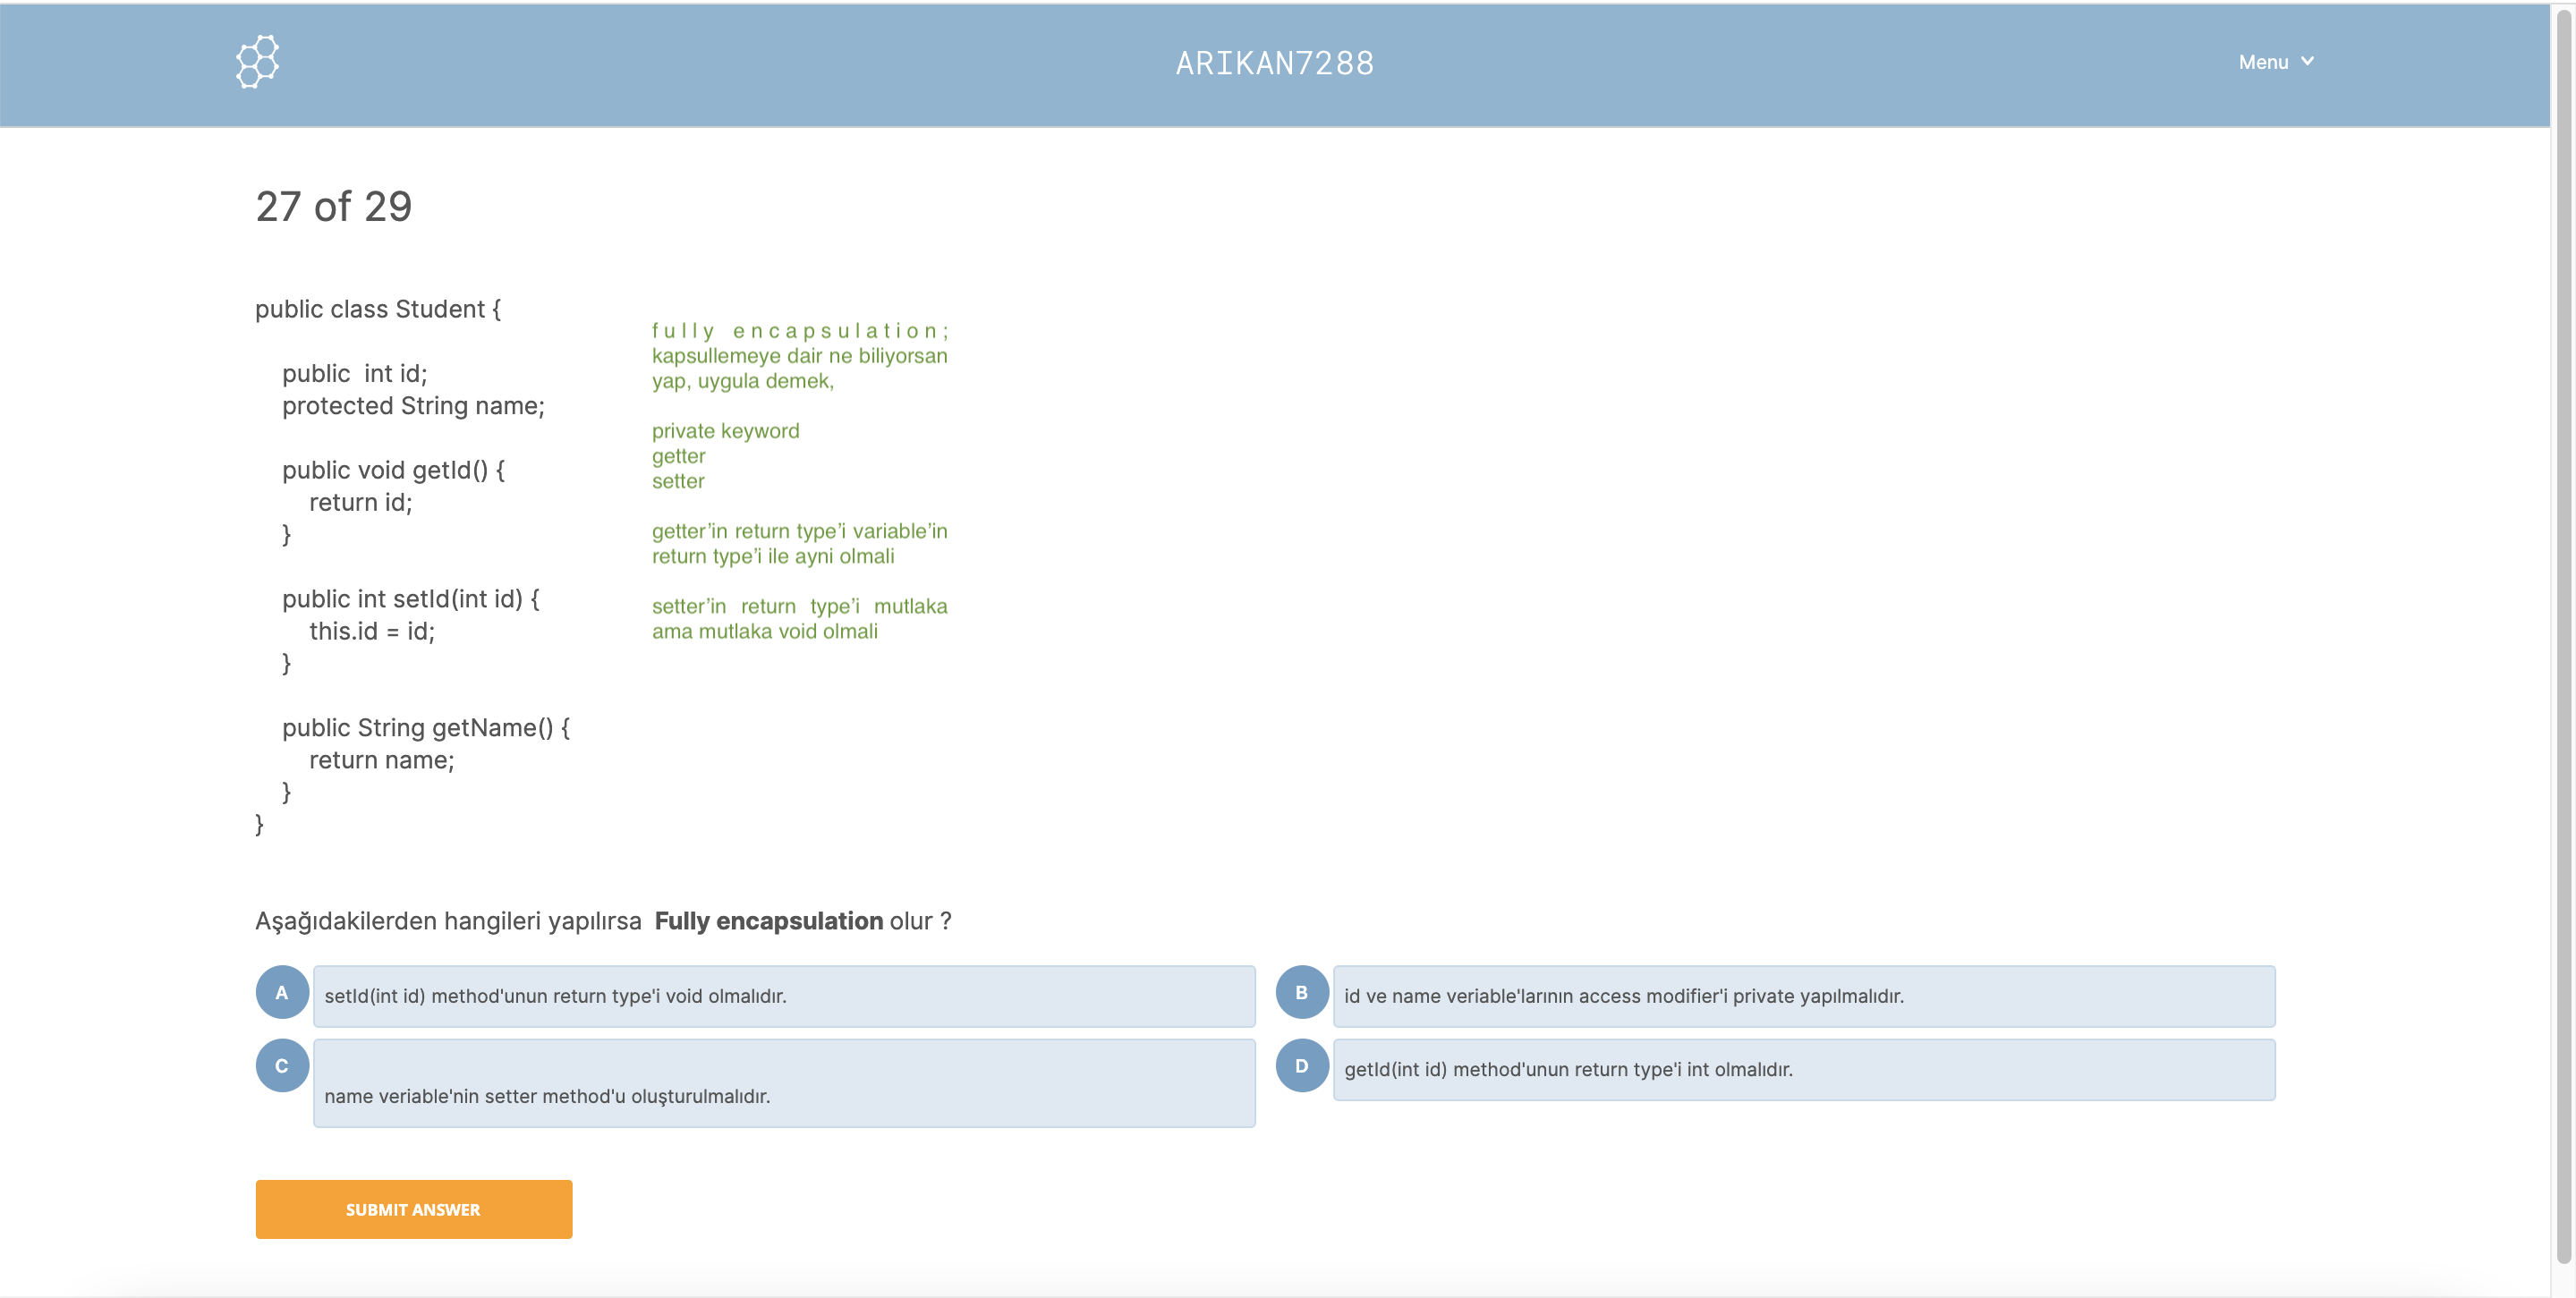 ARIKAN7288
Menu
27 of 29
public class Student {
public  int id;
protected String name;
public void getId() {
return id;
}
public int setId(int id) {
this.id = id;
}
public String getName() {
return name;
}
}
fully encapsulation;
kapsullemeye dair ne biliyorsan
yap, uygula demek,
private keyword
getter
setter
getter’in return type’i variable’in
return type’i ile ayni olmali
setter’in return type’i mutlaka
ama mutlaka void olmali
Aşağıdakilerden hangileri yapılırsa  Fully encapsulation olur ?
A
setId(int id) method'unun return type'i void olmalıdır.
B
id ve name veriable'larının access modifier'i private yapılmalıdır.
C
name veriable'nin setter method'u oluşturulmalıdır.
D
getId(int id) method'unun return type'i int olmalıdır.
SUBMIT ANSWER